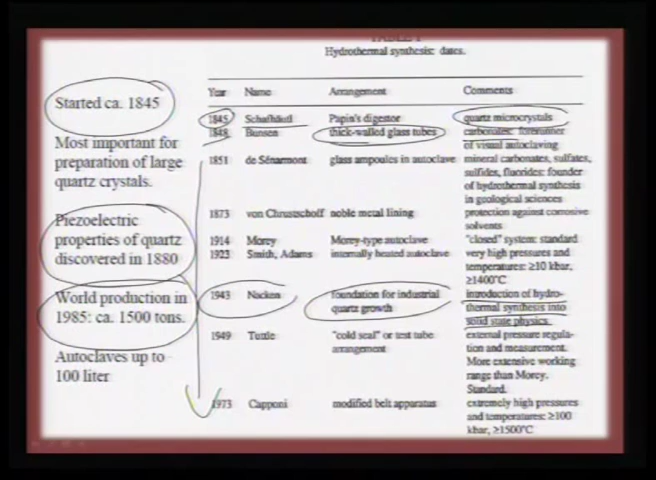 TABLE I
Hydrothermal synthesis: dates.
Started ca. 1845
Most important for
preparation of large
quartz crystals.
Piezoelectric
properties of quartz
discovered in 1880
World production in
1985: ca. 1500 tons.
Autoclaves up to
100 liter
Year Name Arrangement Comments
1845 Schafhäutl Papin's digestor quartz microcrystals
1848 Bunsen thick-walled glass tubes carbonates: forerunner
of visual autoclaving
1851 de Sénarmont glass ampoules in autoclave mineral carbonates, sulfates,
sulfides, fluorides: founder
of hydrothermal synthesis
in geological sciences
1873 von Chrustschoff noble metal lining protection against corrosive
solvents
1914 Morey Morey-type autoclave "closed" system: standard
1923 Smith, Adams internally heated autoclave very high pressures and
temperatures: ≥10 kbar,
≥1400°C
1943 Nacken foundation for industrial introduction of hydro-
quartz growth thermal synthesis into
solid state physics.
1949 Tuttle "cold seal" or test tube external pressure regula-
arrangement tion and measurement.
More extensive working
range than Morey.
Standard.
1973 Capponi modified belt apparatus extremely high pressures
and temperatures: ≥100
kbar, ≥1500°C